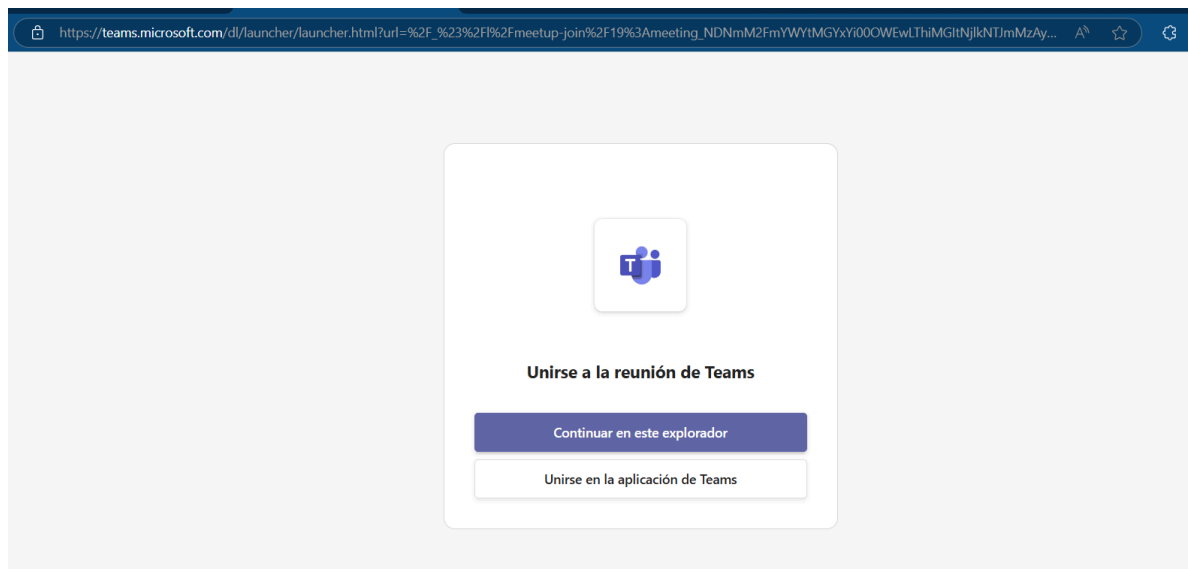 https://teams.microsoft.com/dl/launcher/launcher.html?url=%2F_%23%2Fl%2Fmeetup-join%2F19%3Ameeting_NDNmM2FmYWYtMGYxYi00OWEwLThiMGItNjlkNTJmMzAy...
T
Unirse a la reunión de Teams
Continuar en este explorador
Unirse en la aplicación de Teams